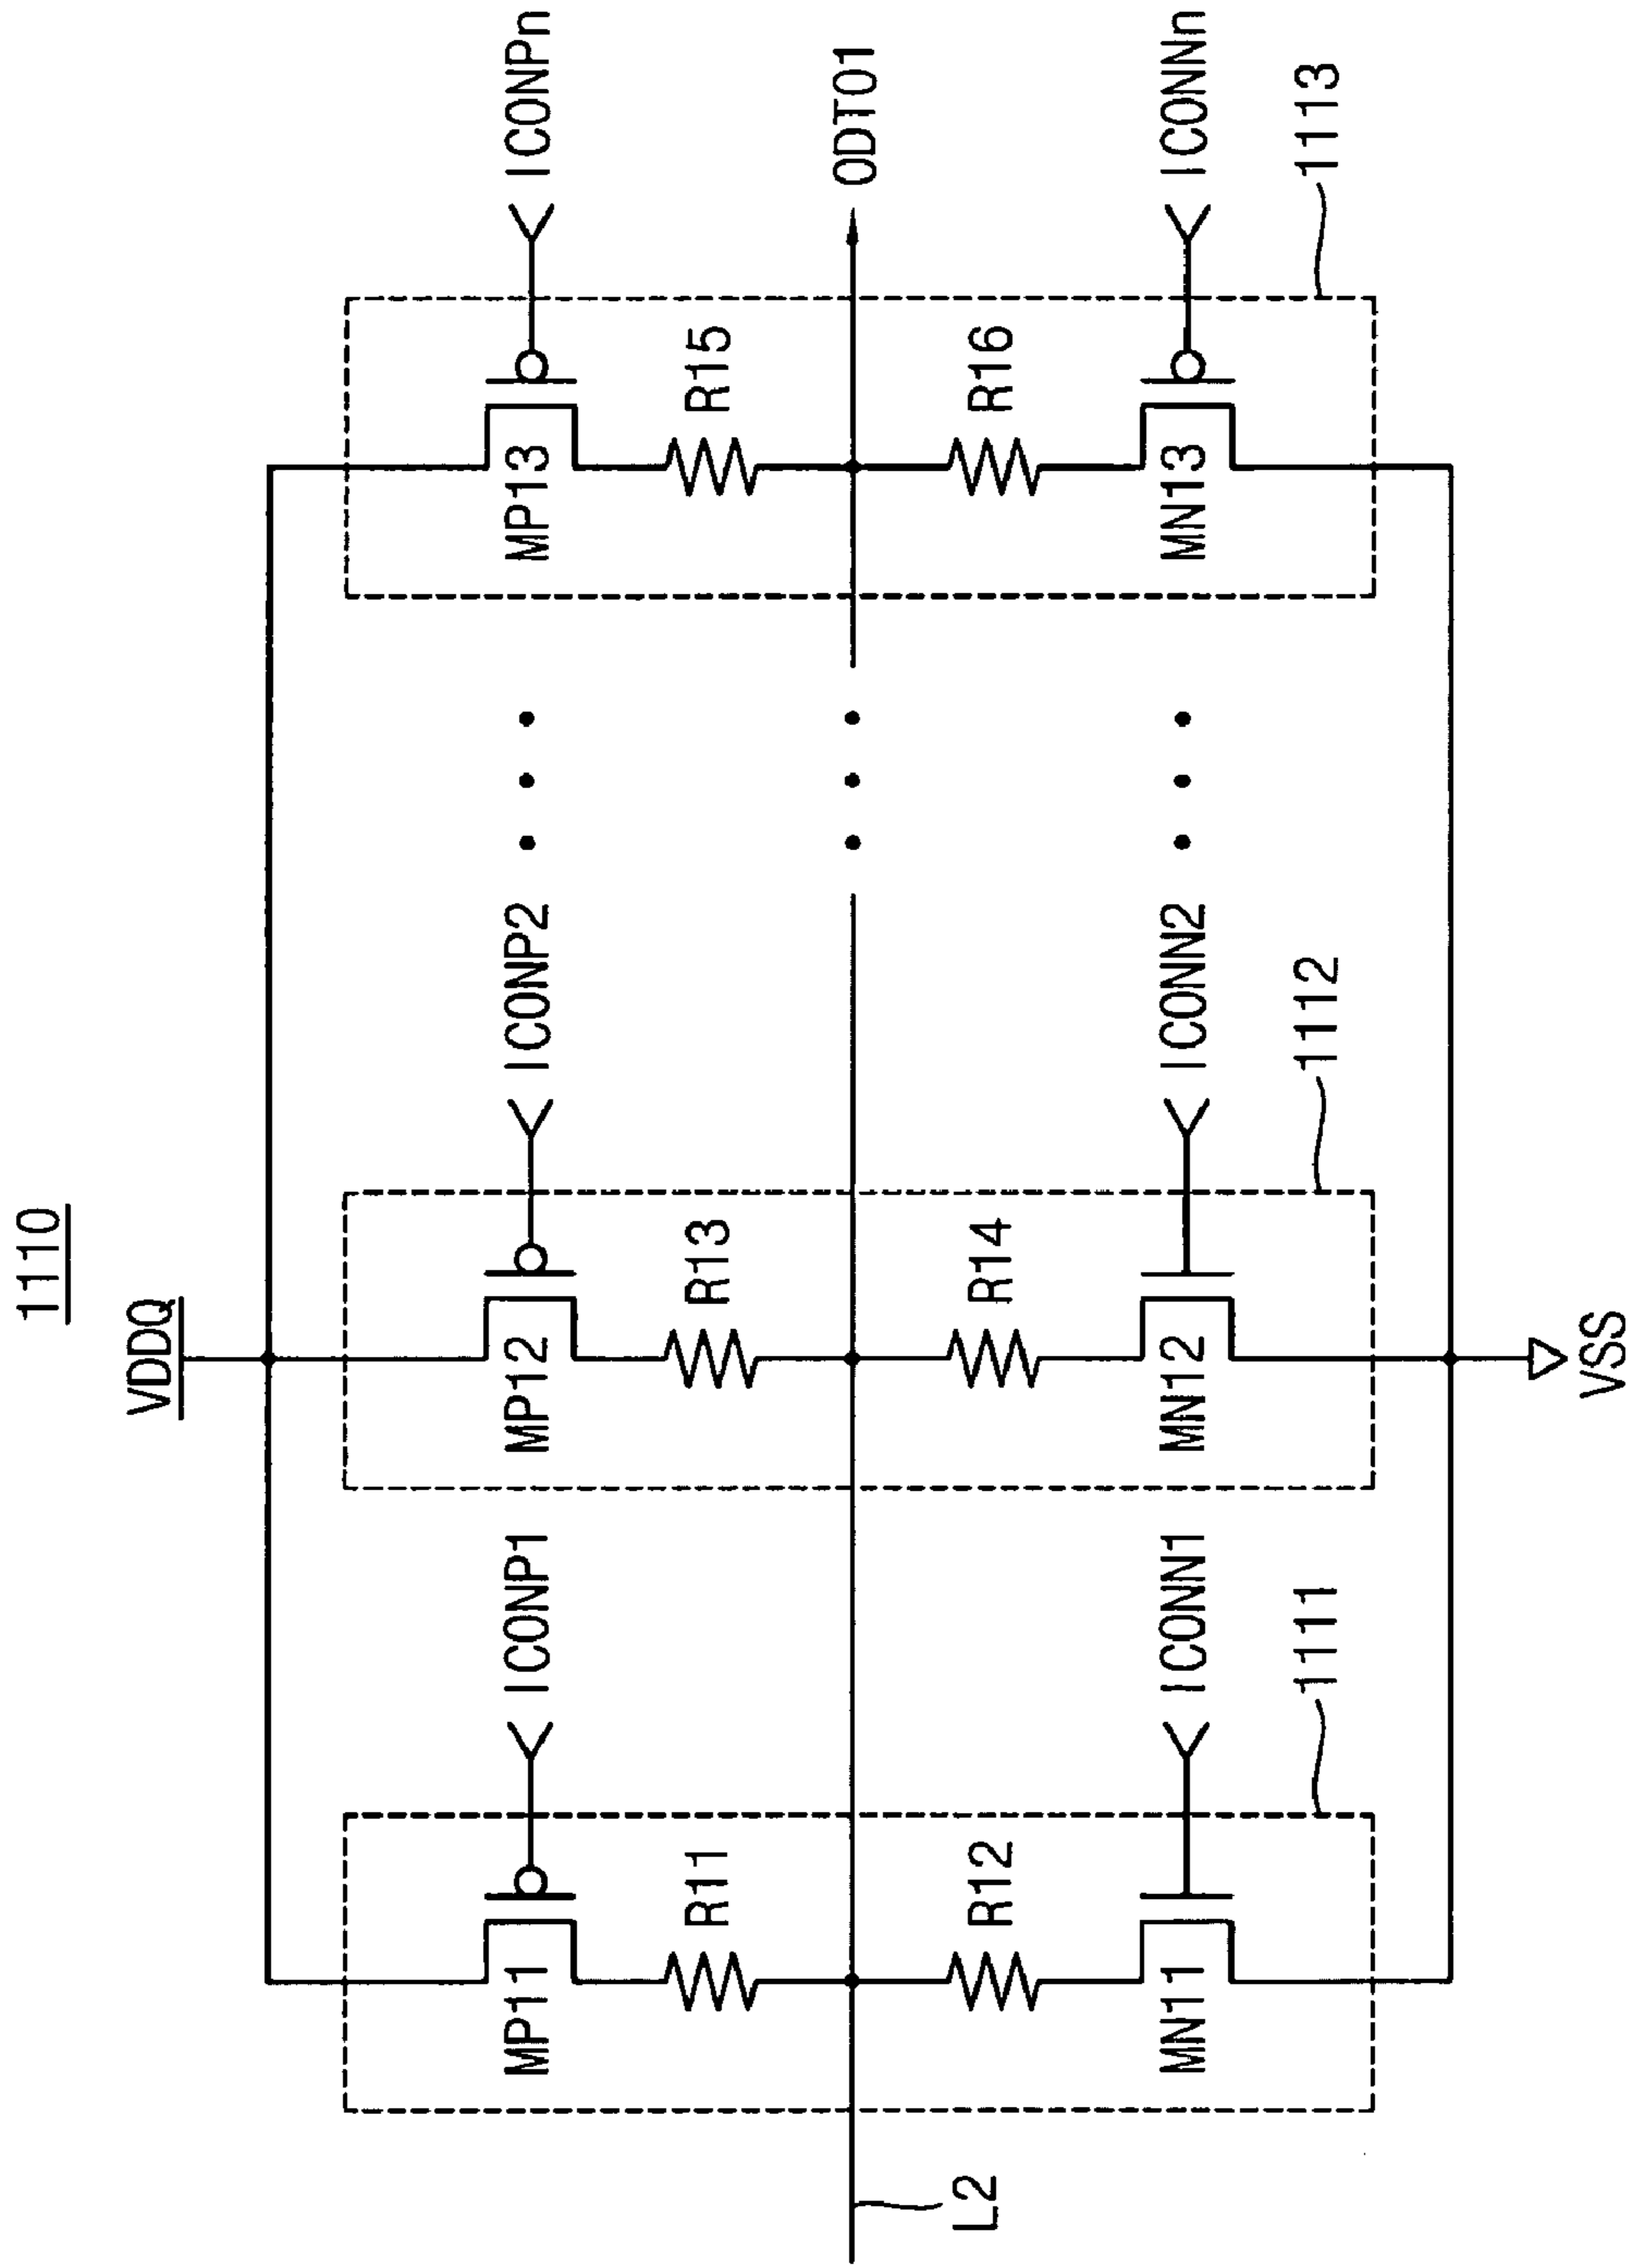 1110
VDDQ
ICONP1
ICONP2
ICONPn
MP11
MP12
MP13
R11
R13
R15
L2
ODT01
R12
R14
R16
MN11
MN12
MN13
ICONN1
ICONN2
ICONNn
1111
1112
1113
VSS